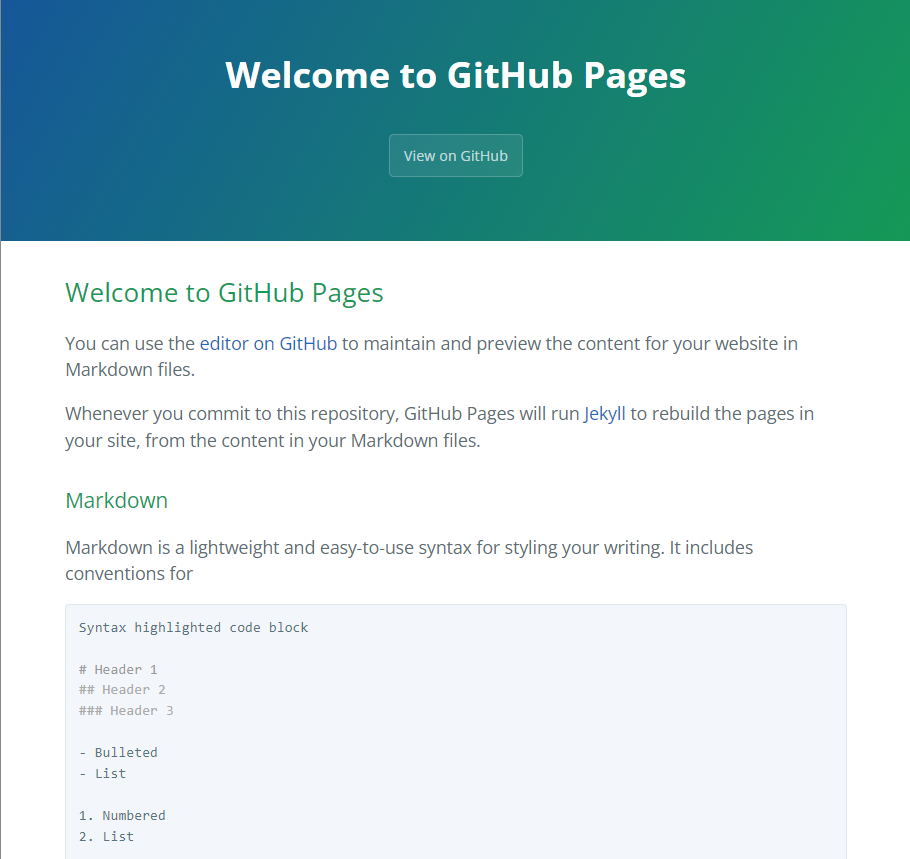 Welcome to GitHub Pages
View on GitHub
Welcome to GitHub Pages
You can use the editor on GitHub to maintain and preview the content for your website in
Markdown files.
Whenever you commit to this repository, GitHub Pages will run Jekyll to rebuild the pages in
your site, from the content in your Markdown files.
Markdown
Markdown is a lightweight and easy-to-use syntax for styling your writing. It includes
conventions for
Syntax highlighted code block
# Header 1
## Header 2
### Header 3
- Bulleted
- List
1. Numbered
2. List